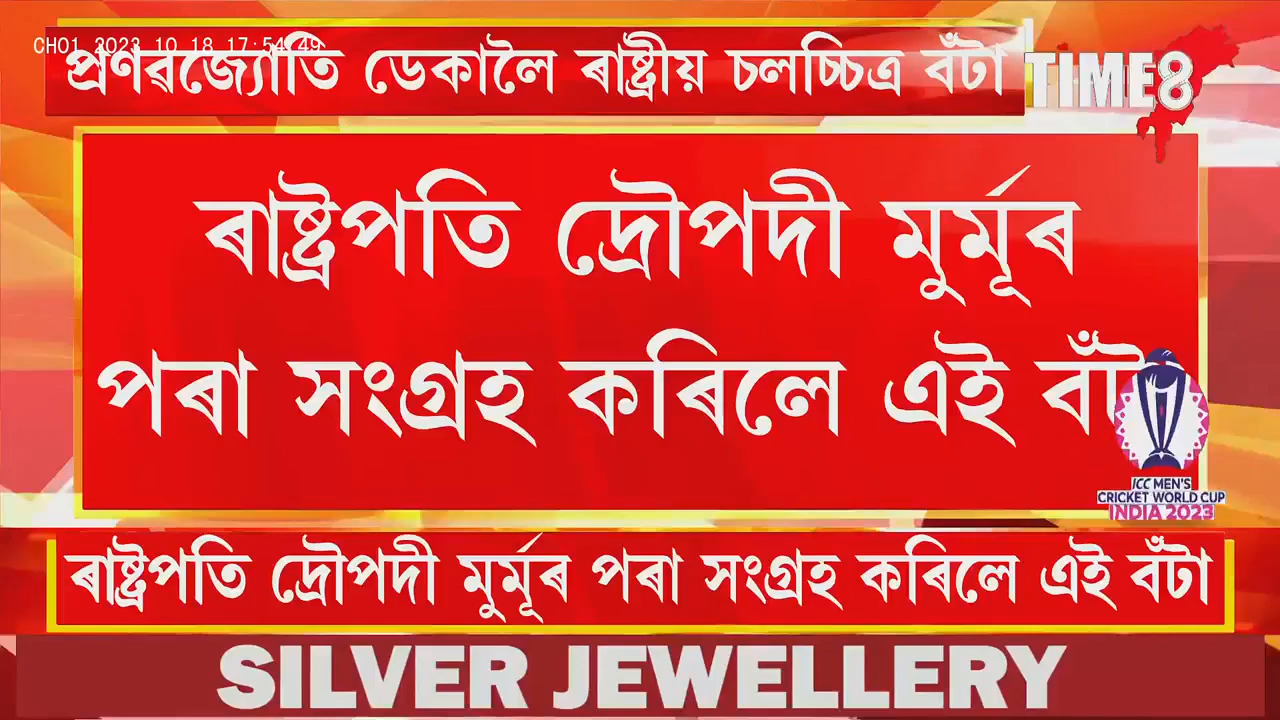 CH01 2023 10 18 17:54:49
প্ৰণৱজ্যোতি ডেকালৈ ৰাষ্ট্ৰীয় চলচ্চিত্ৰ বঁটা
TIME8
ৰাষ্ট্ৰপতি দ্ৰৌপদী মুৰ্মূৰ
পৰা সংগ্ৰহ কৰিলে এই বঁটা
ICC MEN'S
CRICKET WORLD CUP
INDIA 2023
ৰাষ্ট্ৰপতি দ্ৰৌপদী মুৰ্মূৰ পৰা সংগ্ৰহ কৰিলে এই বঁটা
SILVER JEWELLERY